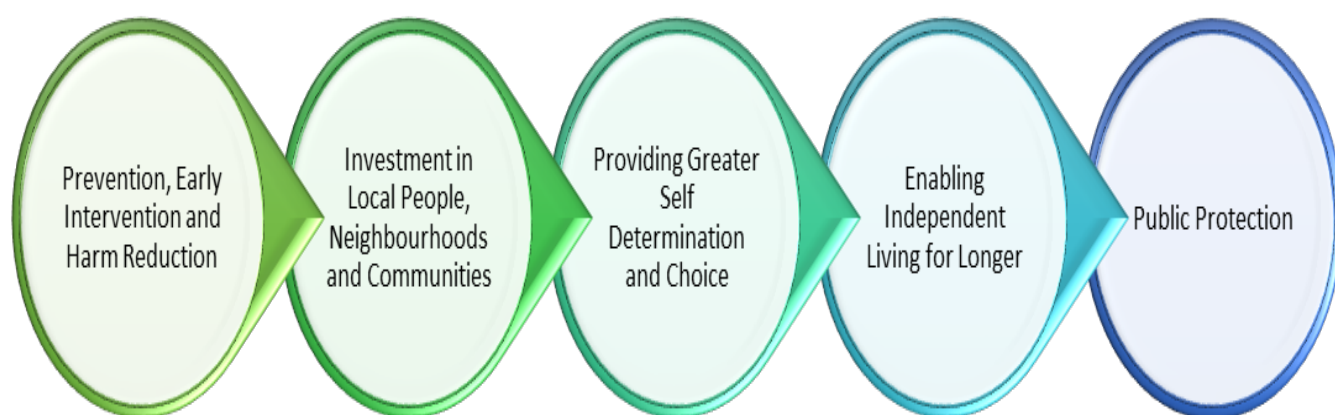 Prevention, Early
Intervention and
Harm Reduction
Investment in
Local People,
Neighbourhoods
and Communities
Providing Greater
Self
Determination
and Choice
Enabling
Independent
Living for Longer
Public Protection